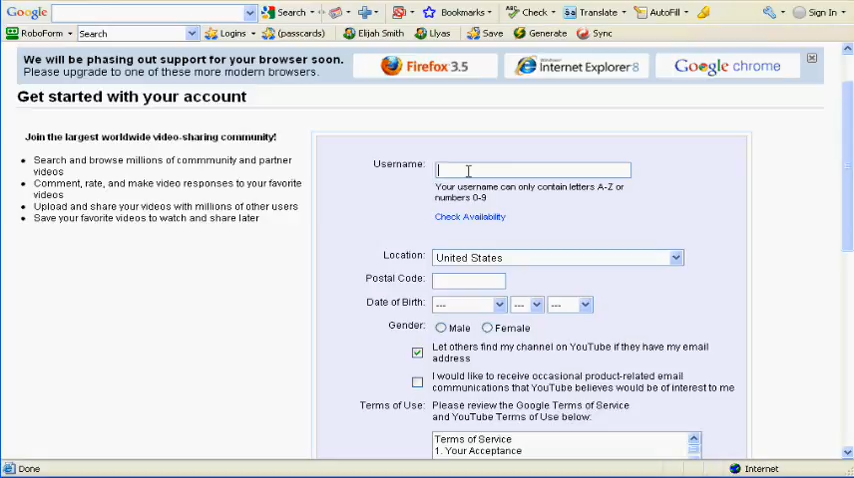 Google Search Bookmarks Check Translate AutoFill Sign In
RoboForm Search Logins (passcards) Elijah Smith Llyas Save Generate Sync
We will be phasing out support for your browser soon.
Please upgrade to one of these more modern browsers.
Firefox 3.5
Windows Internet Explorer 8
Google chrome
Get started with your account
Join the largest worldwide video-sharing community!
Search and browse millions of commmunity and partner
videos
Comment, rate, and make video responses to your favorite
videos
Upload and share your videos with millions of other users
Save your favorite videos to watch and share later
Username:
Your username can only contain letters A-Z or
numbers 0-9
Check Availability
Location: United States
Postal Code:
Date of Birth: --- --- ---
Gender: Male Female
Let others find my channel on YouTube if they have my email
address
I would like to receive occasional product-related email
communications that YouTube believes would be of interest to me
Terms of Use: Please review the Google Terms of Service
and YouTube Terms of Use below:
Terms of Service
1. Your Acceptance
Done Internet